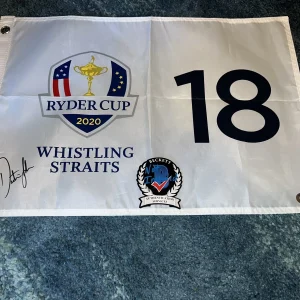 RYDER CUP
2020
WHISTLING
STRAITS
18
BECKETT